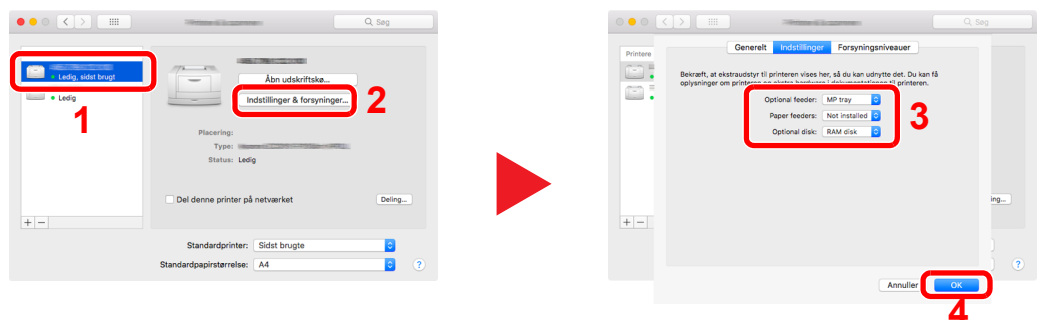 Søg
Ledig, sidst brugt
Ledig
1
Åbn udskriftskø...
Indstillinger & forsyninger...
2
Placering:
Type:
Status: Ledig
Del denne printer på netværket
Deling...
+ −
Standardprinter: Sidst brugte
Standardpapirstørrelse: A4
?
Søg
Printere
Generelt Indstillinger Forsyningsniveauer
Bekræft, at ekstraudstyr til printeren vises her, så du kan udnytte det. Du kan få
oplysninger om printeren og ekstra hardware i dokumentationen til printeren.
Optional feeder: MP tray
Paper feeders: Not installed
Optional disk: RAM disk
3
ing...
+ −
?
Annuller OK
4